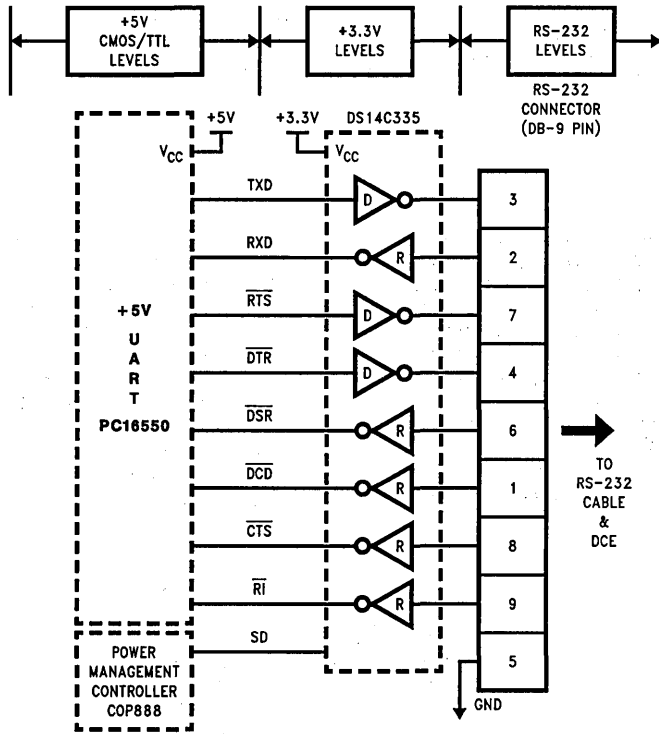 +5V
CMOS/TTL
LEVELS
+3.3V
LEVELS
RS-232
LEVELS
RS-232
CONNECTOR
(DB-9 PIN)
+5V
+3.3V
DS14C335
VCC
VCC
TXD
D
3
RXD
R
2
RTS
D
7
DTR
D
4
DSR
R
6
DCD
R
1
CTS
R
8
RI
R
9
SD
5
GND
+5V
U
A
R
T
PC16550
POWER
MANAGEMENT
CONTROLLER
COP888
TO
RS-232
CABLE
&
DCE